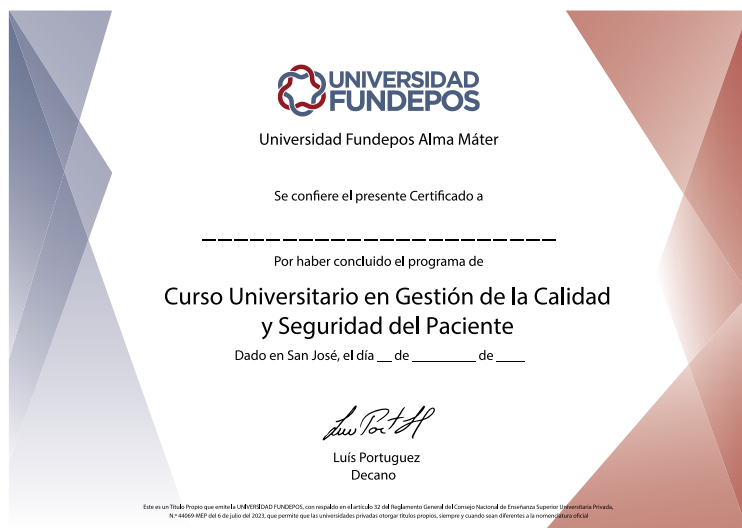 UNIVERSIDAD
FUNDEPOS
Universidad Fundepos Alma Máter
Se confiere el presente Certificado a
_ _ _ _ _ _ _ _ _ _ _ _ _ _ _ _ _ _ _ _ _ _
Por haber concluido el programa de
Curso Universitario en Gestión de la Calidad
y Seguridad del Paciente
Dado en San José, el día __ de _________ de ____
Luís Portuguez
Decano
Este es un Título Propio que emite la UNIVERSIDAD FUNDEPOS, con respaldo en el artículo 32 del Reglamento General del Consejo Nacional de Enseñanza Superior Universitaria Privada,
N.º 44069-MEP del 6 de julio del 2023, que permite que las universidades privadas otorgar títulos propios, siempre y cuando sean diferentes a la nomenclatura oficial